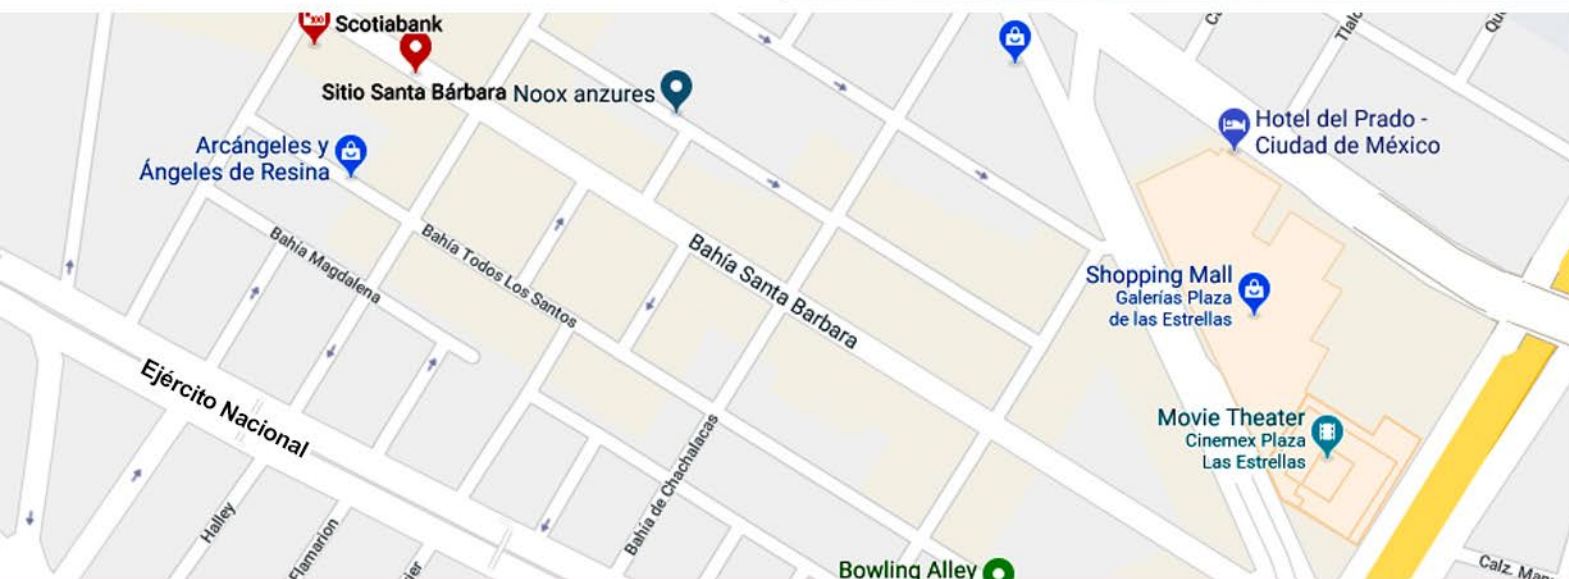 Scotiabank
Sitio Santa Bárbara
Noox anzures
Arcángeles y
Ángeles de Resina
Hotel del Prado -
Ciudad de México
Bahía Magdalena
Bahía Todos Los Santos
Bahía Santa Barbara
Shopping Mall
Galerías Plaza
de las Estrellas
Ejército Nacional
Movie Theater
Cinemex Plaza
Las Estrellas
Bahía de Chachalacas
Halley
Flamarion
Bowling Alley
Calz. Mar